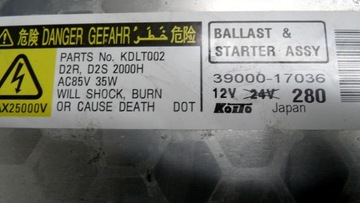 危険 DANGER GEFAHR خطر 危险
PARTS No. KDLT002
D2R, D2S 2000H
AC85V 35W
WILL SHOCK, BURN
OR CAUSE DEATH DOT
AX25000V
BALLAST &
STARTER ASSY
39000-17036
12V 24V 280
Koito Japan